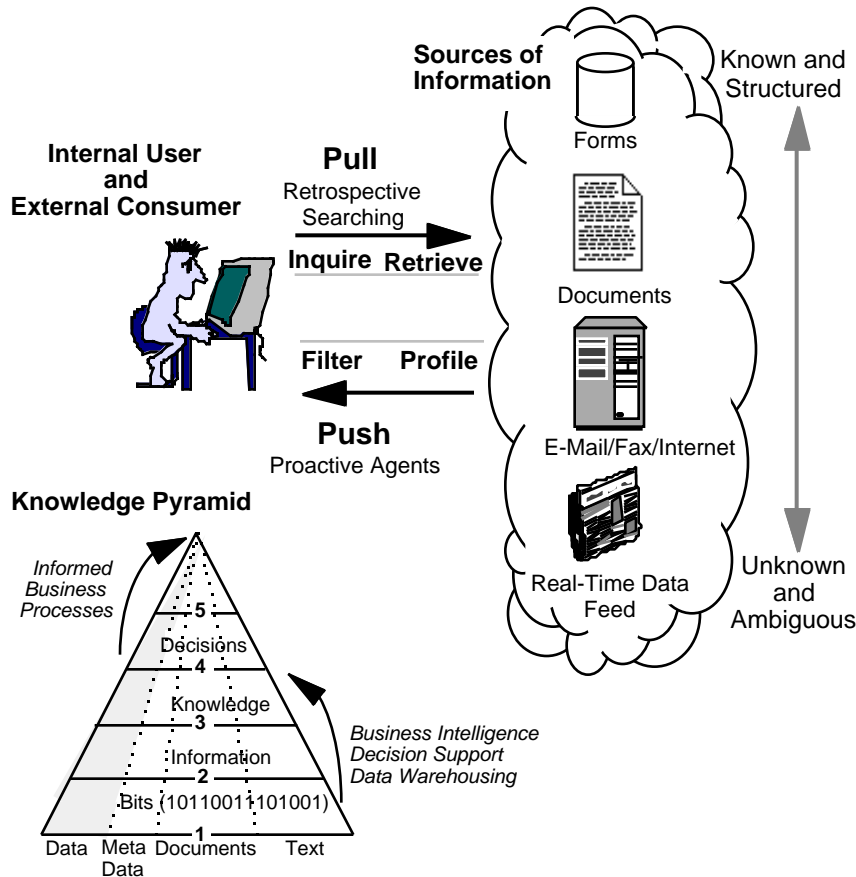 Sources of
Information
Known and
Structured
Forms
Internal User
and
External Consumer
Pull
Retrospective
Searching
Inquire Retrieve
Documents
Filter Profile
Push
Proactive Agents
E-Mail/Fax/Internet
Real-Time Data
Feed
Unknown
and
Ambiguous
Knowledge Pyramid
Informed
Business
Processes
5
Decisions
4
Knowledge
3
Information
2
Bits (10110011101001)
1
Business Intelligence
Decision Support
Data Warehousing
Data Meta Documents Text
Data